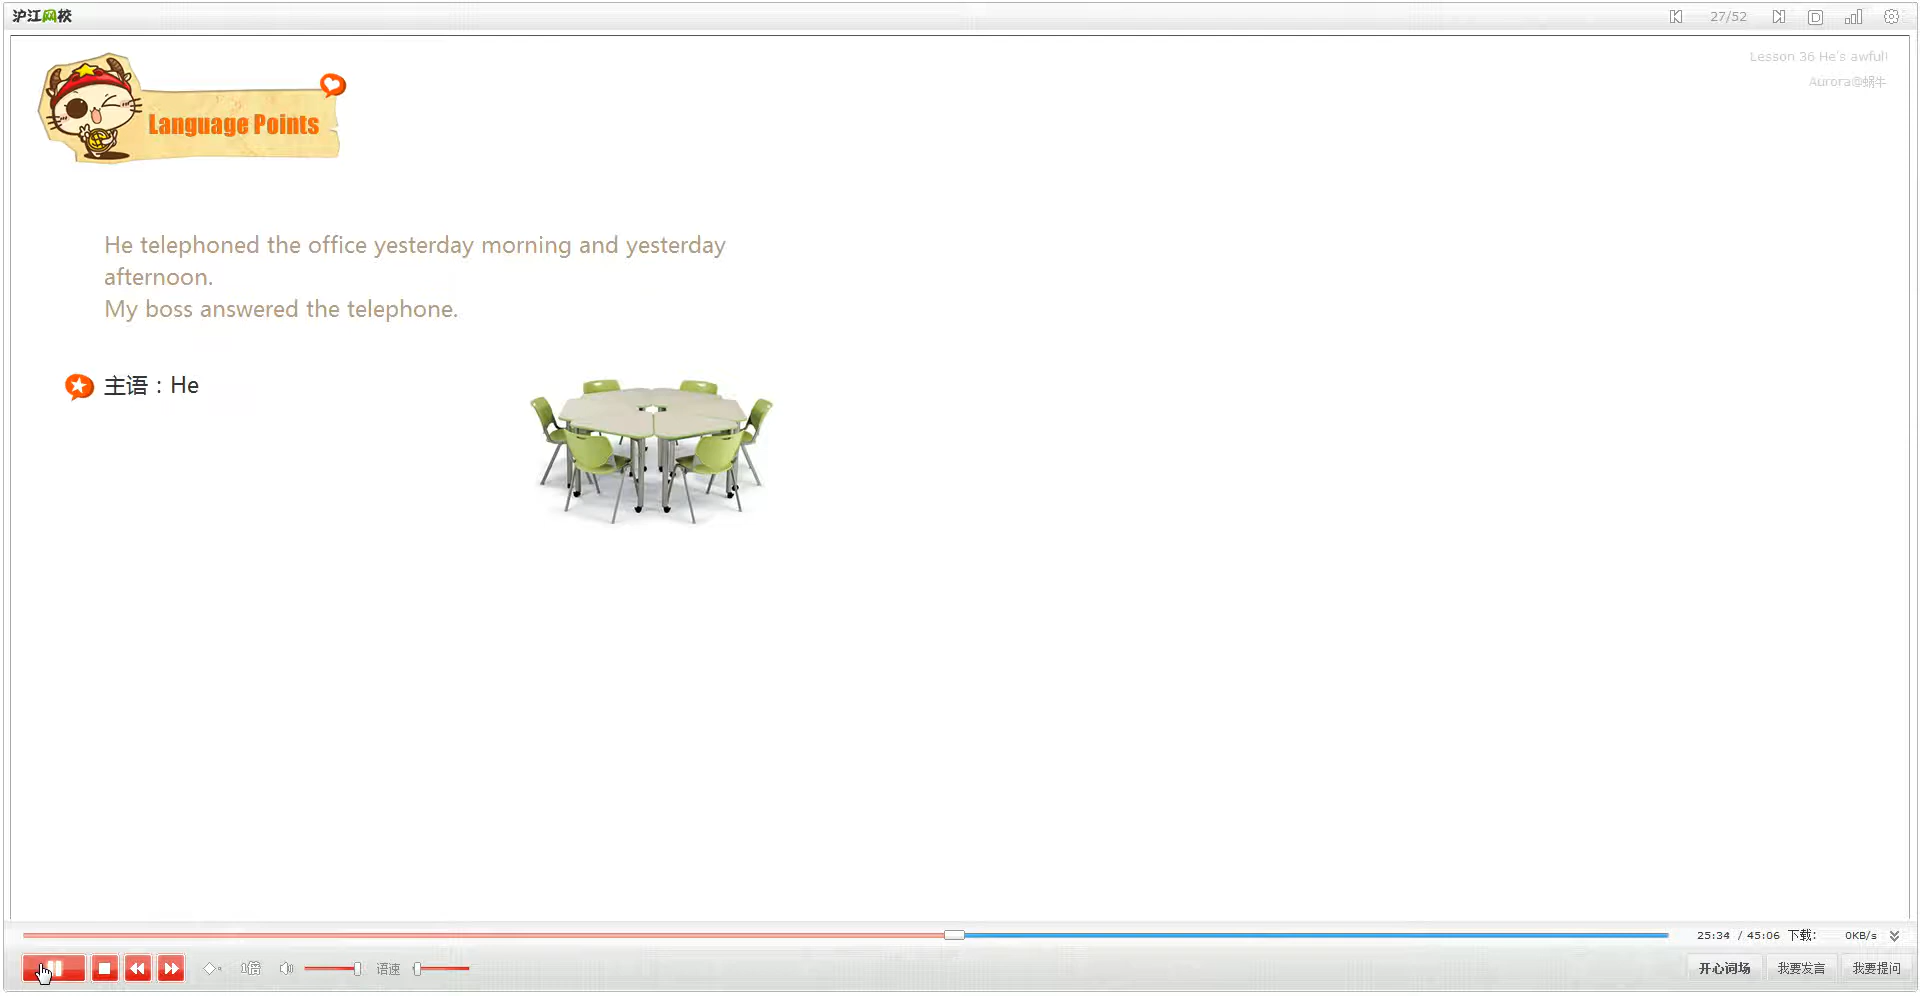 沪江网校
27/52
Lesson 36 He's awful!
Aurora@蜗牛
Language Points
He telephoned the office yesterday morning and yesterday
afternoon.
My boss answered the telephone.
主语：He
25:34 / 45:06 下载: 0KB/s
1倍
语速
开心词场
我要发言
我要提问